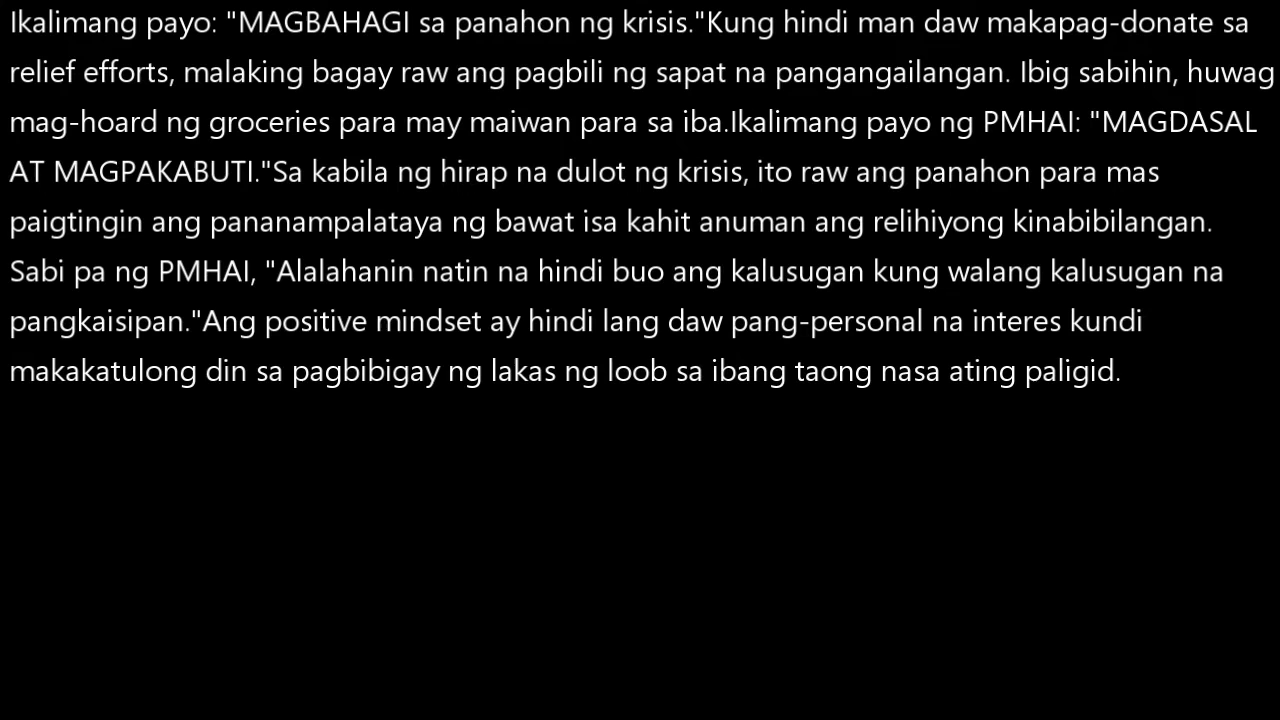 Ikalimang payo: "MAGBAHAGI sa panahon ng krisis."Kung hindi man daw makapag-donate sa
relief efforts, malaking bagay raw ang pagbili ng sapat na pangangailangan. Ibig sabihin, huwag
mag-hoard ng groceries para may maiwan para sa iba.Ikalimang payo ng PMHAI: "MAGDASAL
AT MAGPAKABUTI."Sa kabila ng hirap na dulot ng krisis, ito raw ang panahon para mas
paigtingin ang pananampalataya ng bawat isa kahit anuman ang relihiyong kinabibilangan.
Sabi pa ng PMHAI, "Alalahanin natin na hindi buo ang kalusugan kung walang kalusugan na
pangkaisipan."Ang positive mindset ay hindi lang daw pang-personal na interes kundi
makakatulong din sa pagbibigay ng lakas ng loob sa ibang taong nasa ating paligid.